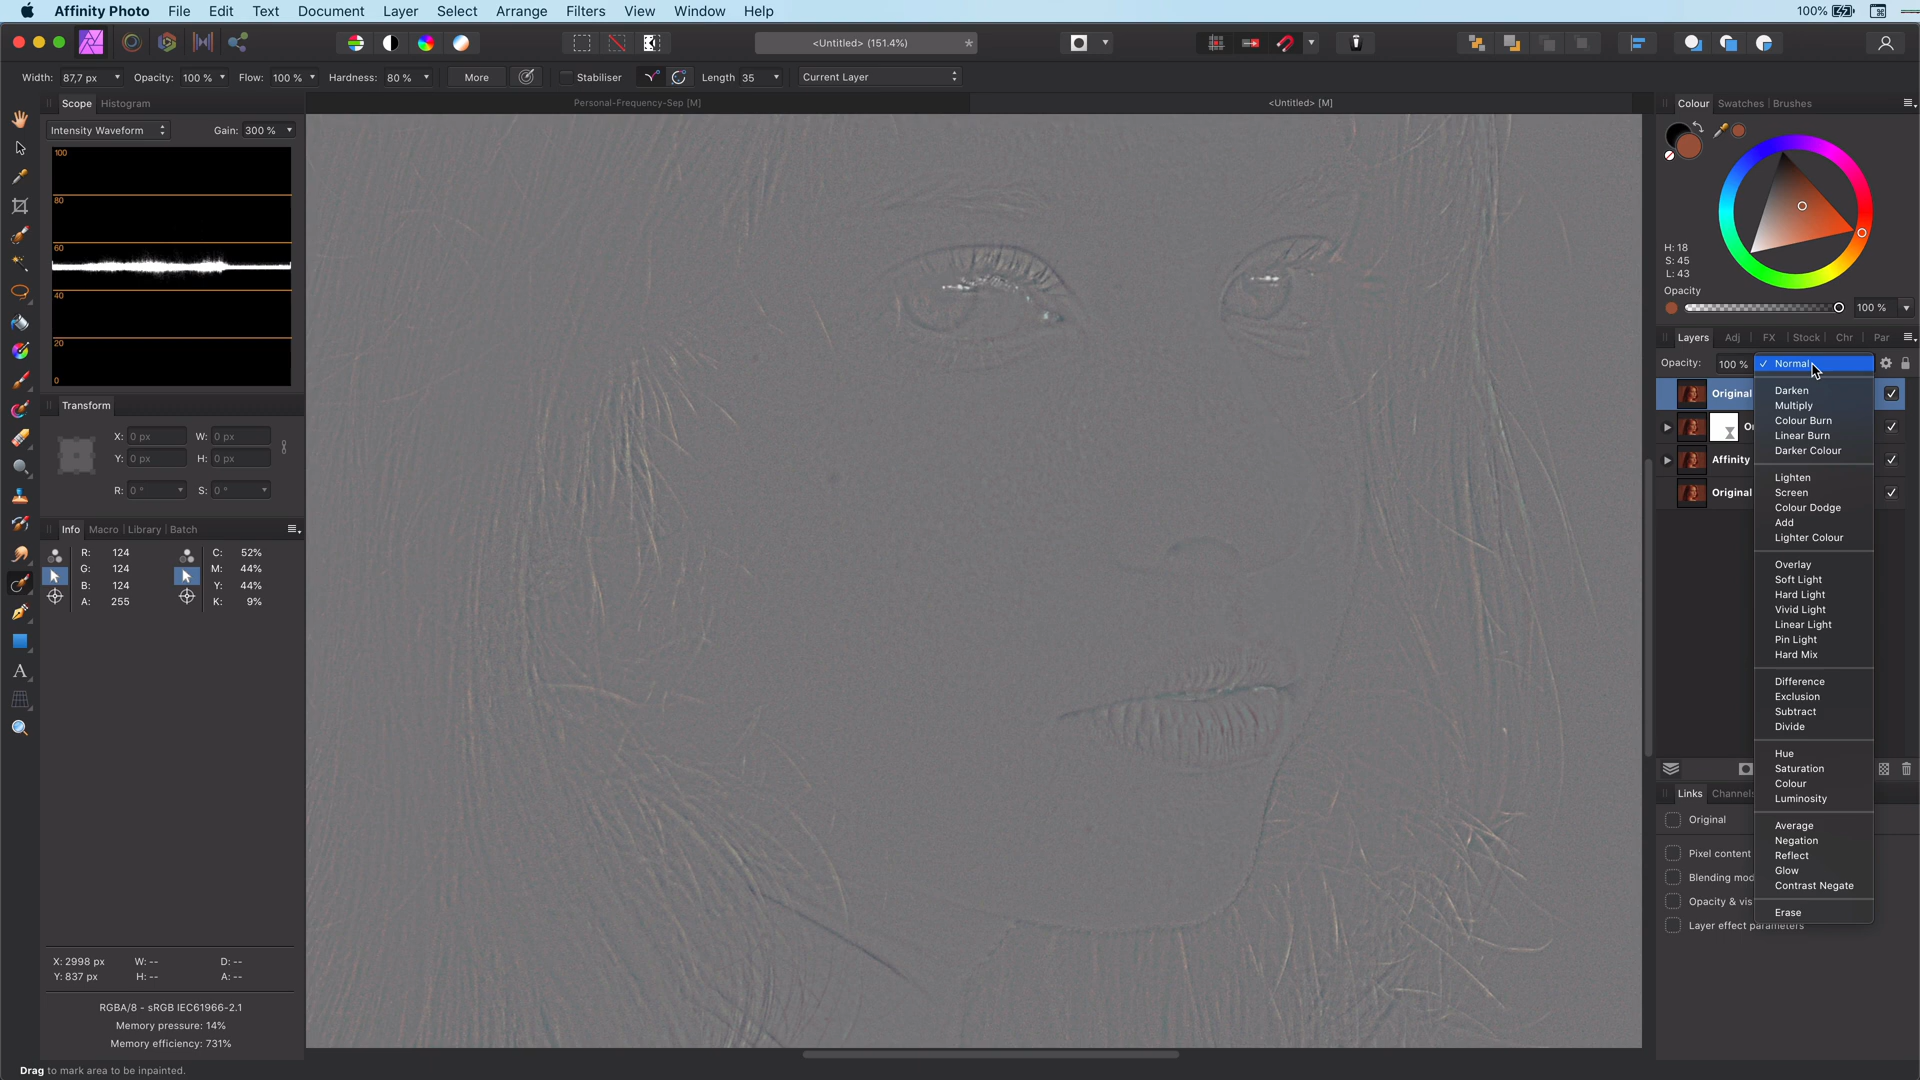 Affinity Photo File Edit Text Document Layer Select Arrange Filters View Window Help 100%
<Untitled> (151.4%) *
Width: 87,7 px Opacity: 100 % Flow: 100 % Hardness: 80 % More Stabiliser Length 35 Current Layer
Scope Histogram
Personal-Frequency-Sep [M]
<Untitled> [M]
Colour Swatches Brushes
Intensity Waveform Gain: 300 %
100
80
60
40
20
0
H: 18
S: 45
L: 43
Opacity
100 %
Layers Adj FX Stock Chr Par
Opacity: 100 % Normal
Original
Or
Affinity
Original
Darken
Multiply
Colour Burn
Linear Burn
Darker Colour
Lighten
Screen
Colour Dodge
Add
Lighter Colour
Overlay
Soft Light
Hard Light
Vivid Light
Linear Light
Pin Light
Hard Mix
Difference
Exclusion
Subtract
Divide
Hue
Saturation
Colour
Luminosity
Average
Negation
Reflect
Glow
Contrast Negate
Erase
Transform
X: 0 px W: 0 px
Y: 0 px H: 0 px
R: 0 ° S: 0 °
Info Macro Library Batch
R: 124 C: 52%
G: 124 M: 44%
B: 124 Y: 44%
A: 255 K: 9%
Links Channels
Original
Pixel content
Blending mod
Opacity & vis
Layer effect parameters
X: 2998 px W: -- D: --
Y: 837 px H: -- A: --
RGBA/8 - sRGB IEC61966-2.1
Memory pressure: 14%
Memory efficiency: 731%
Drag to mark area to be inpainted.